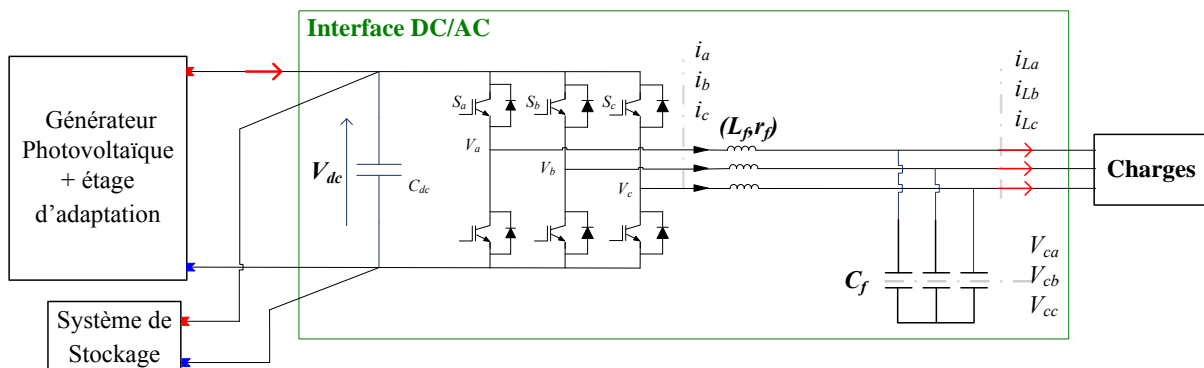 Interface DC/AC
Générateur
Photovoltaïque
+ étage
d’adaptation
Système de
Stockage
V_dc
C_dc
S_a
S_b
S_c
V_a
V_b
V_c
i_a
i_b
i_c
(L_f,r_f)
C_f
i_La
i_Lb
i_Lc
Charges
V_ca
V_cb
V_cc